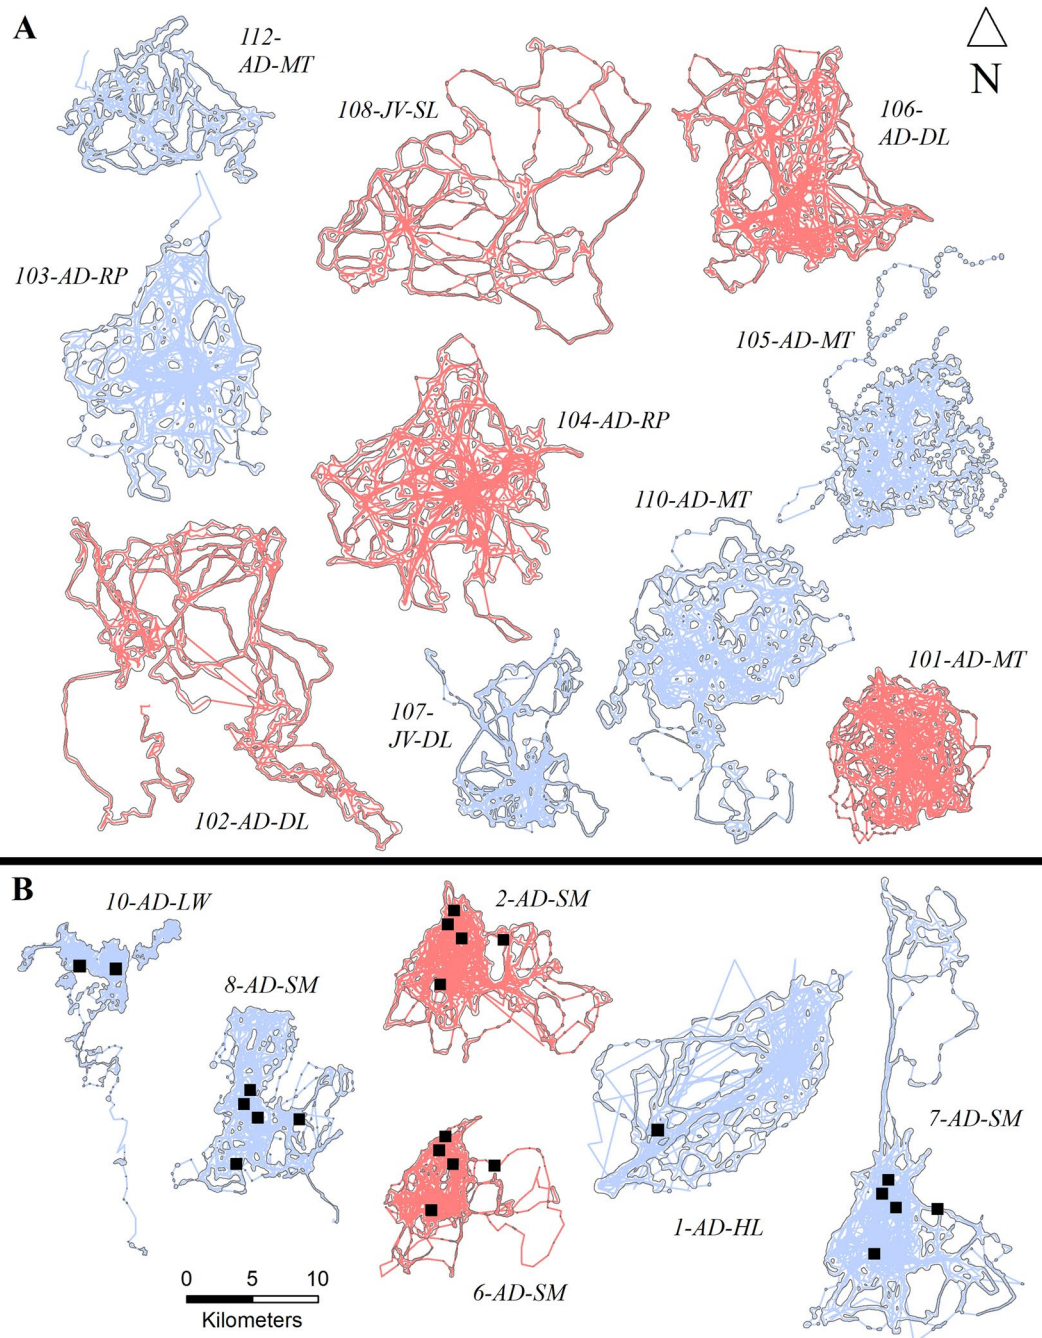 A
112-
AD-MT
N
108-JV-SL
106-
AD-DL
103-AD-RP
105-AD-MT
104-AD-RP
110-AD-MT
101-AD-MT
107-
JV-DL
102-AD-DL
B
10-AD-LW
2-AD-SM
8-AD-SM
7-AD-SM
1-AD-HL
6-AD-SM
0 5 10
Kilometers